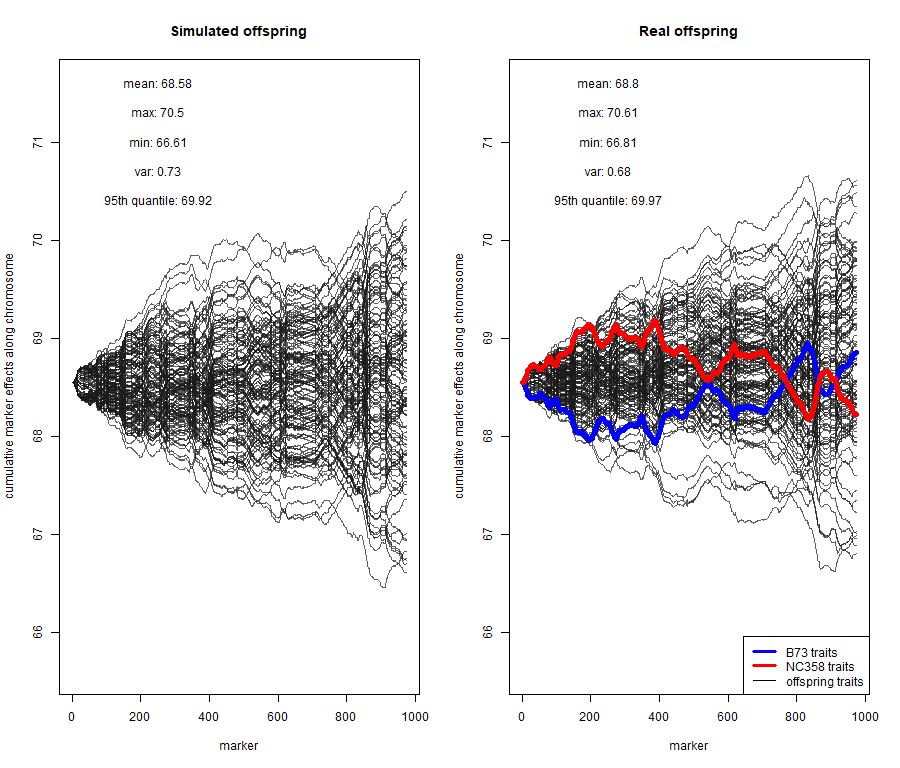 Simulated offspring
mean: 68.58
max: 70.5
min: 66.61
var: 0.73
95th quantile: 69.92
cumulative marker effects along chromosome
71
70
69
68
67
66
0 200 400 600 800 1000
marker
Real offspring
mean: 68.8
max: 70.61
min: 66.81
var: 0.68
95th quantile: 69.97
cumulative marker effects along chromosome
71
70
69
68
67
66
B73 traits
NC358 traits
offspring traits
0 200 400 600 800 1000
marker